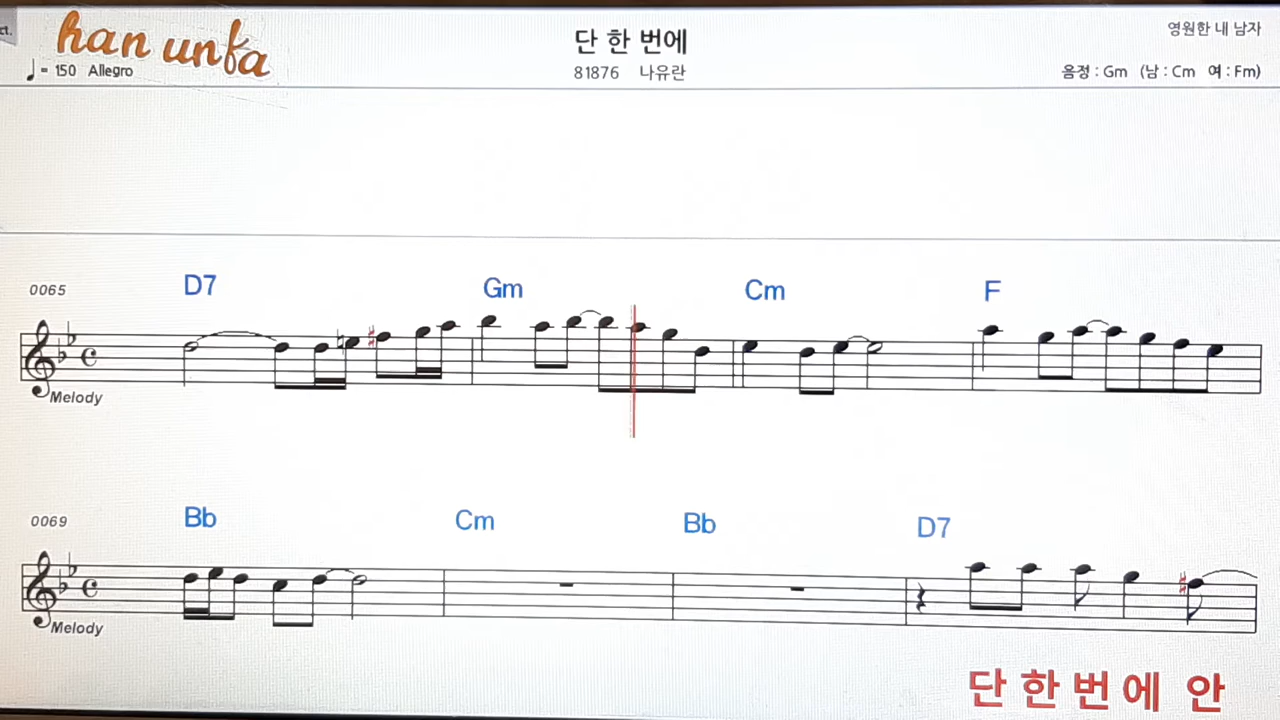 ct.
han unfa
단 한 번에
영원한 내 남자
♩= 150 Allegro
81876 나유란
음정 : Gm (남 : Cm 여 : Fm)
0065 D7 Gm Cm F
Melody
0069 Bb Cm Bb D7
Melody
단 한 번 에 안